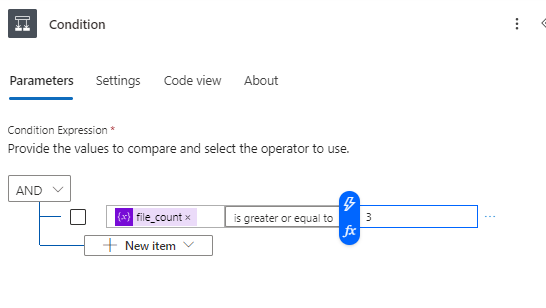 Condition
Parameters Settings Code view About
Condition Expression *
Provide the values to compare and select the operator to use.
AND
{x} file_count × is greater or equal to 3 ...
fx
+ New item